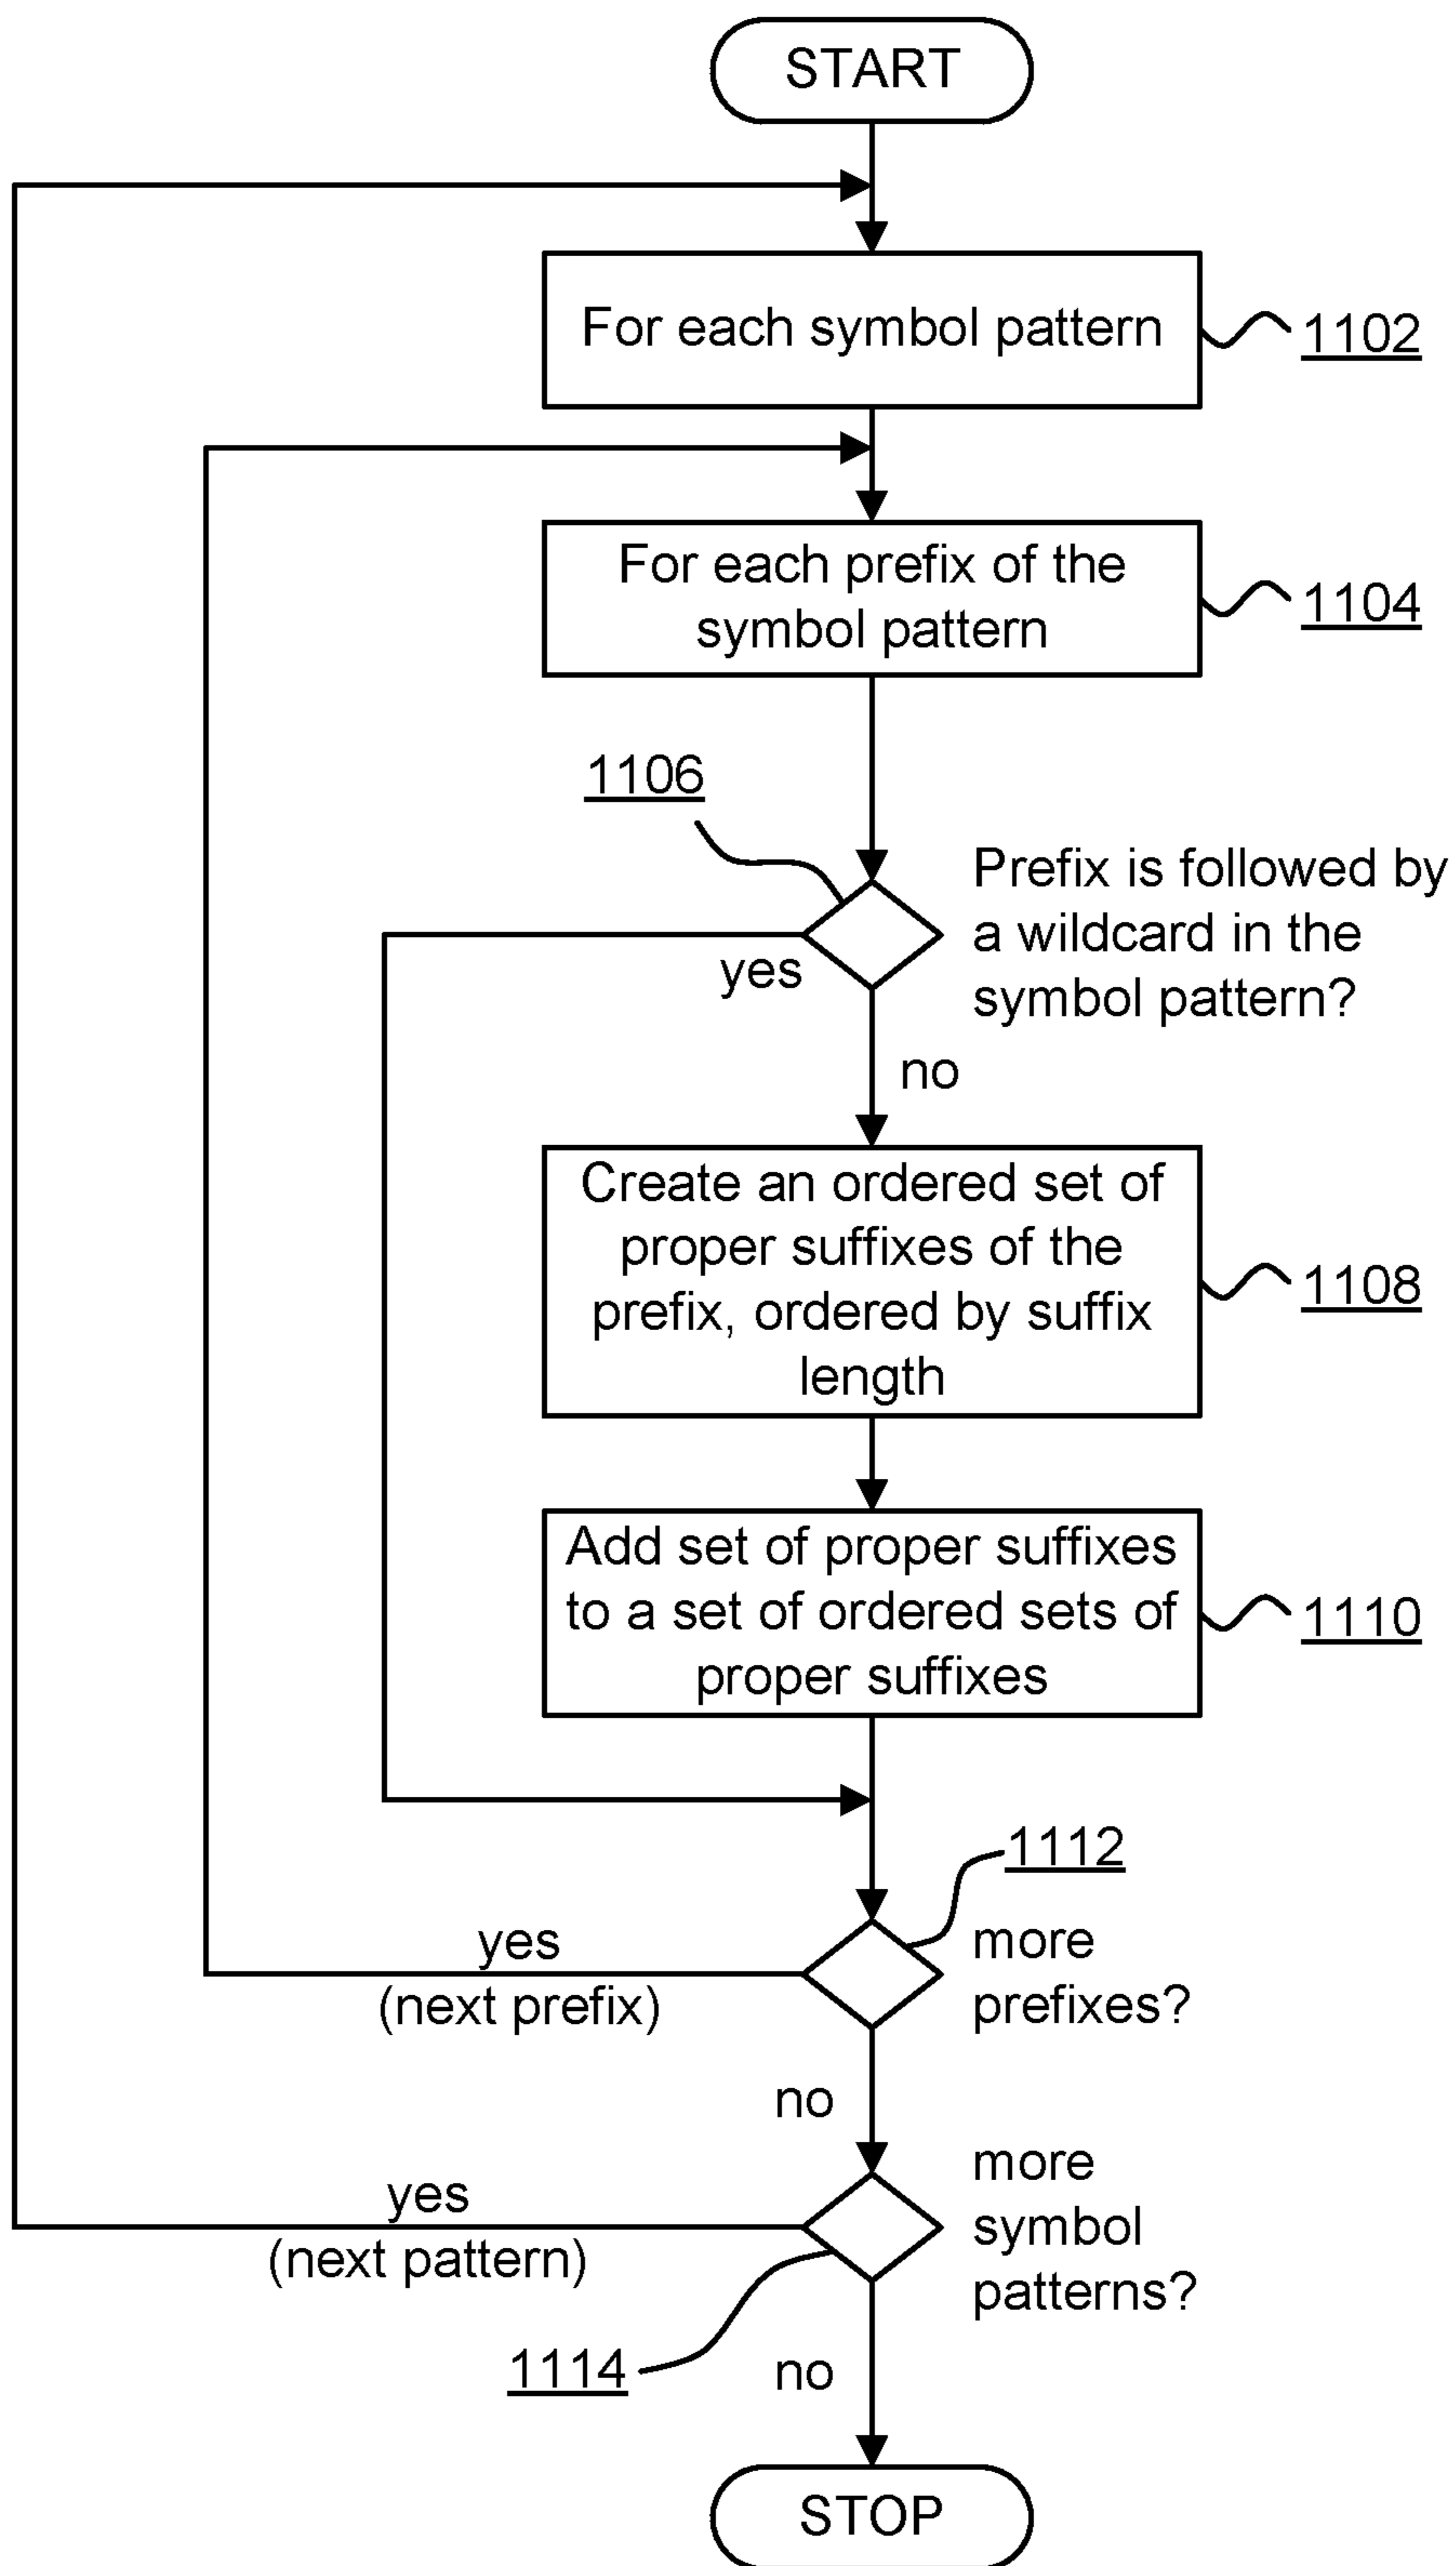 START
For each symbol pattern
1102
For each prefix of the
symbol pattern
1104
1106
Prefix is followed by
a wildcard in the
symbol pattern?
yes
no
Create an ordered set of
proper suffixes of the
prefix, ordered by suffix
length
1108
Add set of proper suffixes
to a set of ordered sets of
proper suffixes
1110
1112
more
prefixes?
yes
(next prefix)
no
more
symbol
patterns?
yes
(next pattern)
1114
no
STOP